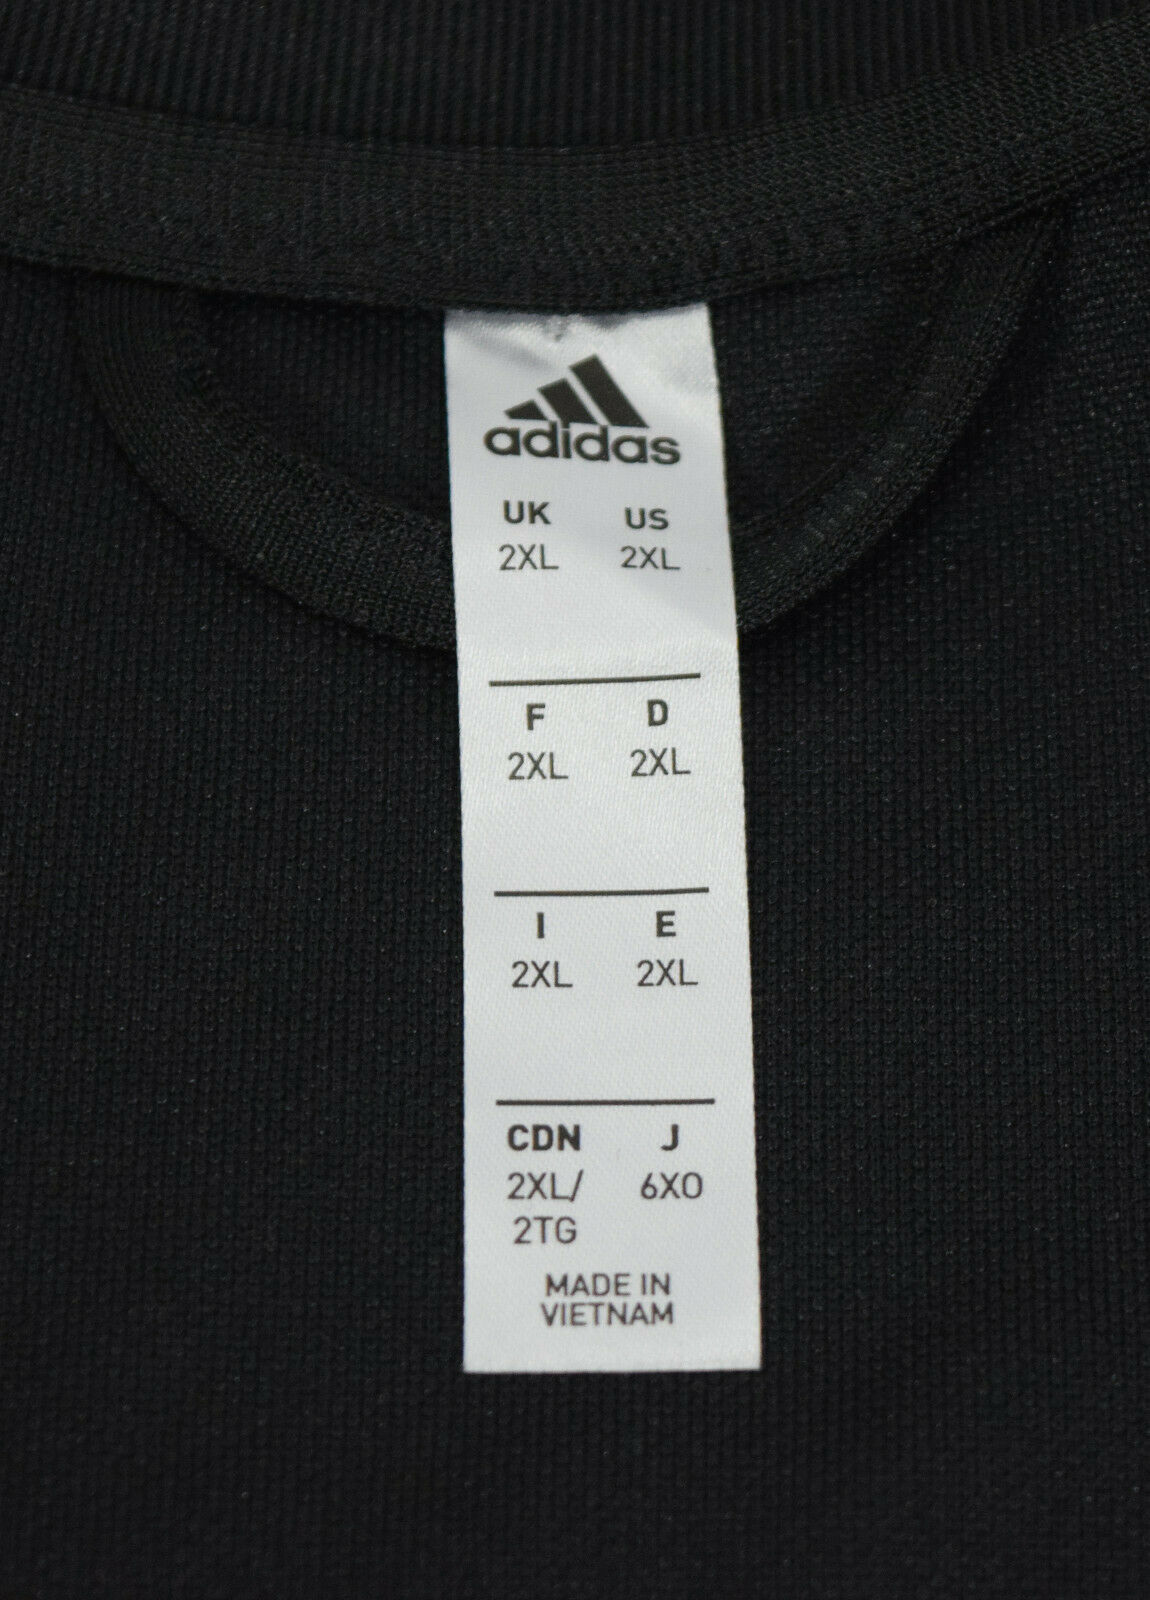 adidas
UK US
2XL 2XL
F D
2XL 2XL
I E
2XL 2XL
CDN J
2XL/ 6XO
2TG
MADE IN
VIETNAM